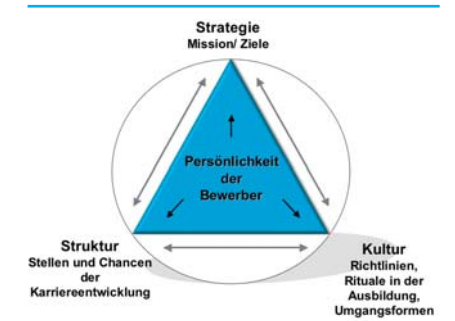 Strategie
Mission/ Ziele
Persönlichkeit
der
Bewerber
Struktur
Stellen und Chancen
der
Karriereentwicklung
Kultur
Richtlinien,
Rituale in der
Ausbildung,
Umgangsformen